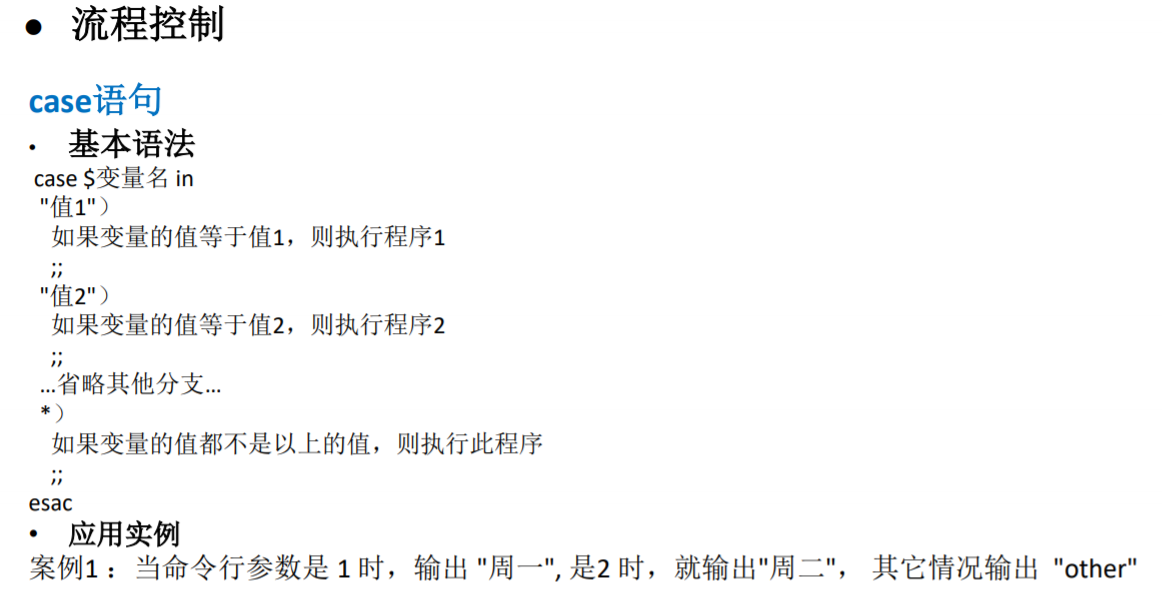 ● 流程控制
case语句
• 基本语法
case $变量名 in
"值1"）
如果变量的值等于值1，则执行程序1
;;
"值2"）
如果变量的值等于值2，则执行程序2
;;
…省略其他分支…
*）
如果变量的值都不是以上的值，则执行此程序
;;
esac
• 应用实例
案例1 ：当命令行参数是 1 时，输出 "周一", 是2 时，就输出"周二"， 其它情况输出 "other"